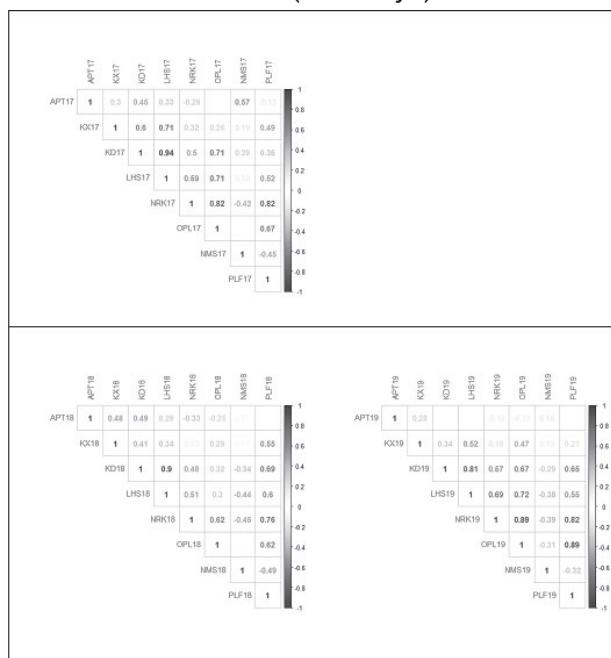 APT17 KX17 KD17 LHS17 NRK17 OPL17 NMS17 PLF17
APT17 1 0.3 0.46 0.33 -0.28 0.57 -0.13
KX17 1 0.6 0.71 0.32 0.26 0.19 0.49
KD17 1 0.94 0.5 0.71 0.29 0.36
LHS17 1 0.69 0.71 0.52
NRK17 1 0.82 -0.42 0.82
OPL17 1 0.67
NMS17 1 -0.45
PLF17 1
1
0.8
0.6
0.4
0.2
0
-0.2
-0.4
-0.6
-0.8
-1
APT18 KX18 KD18 LHS18 NRK18 OPL18 NMS18 PLF18
APT18 1 0.48 0.49 0.29 -0.33 -0.25
KX18 1 0.41 0.34 0.29 0.55
KD18 1 0.9 0.48 0.32 -0.34 0.69
LHS18 1 0.51 0.3 -0.44 0.6
NRK18 1 0.62 -0.45 0.76
OPL18 1 0.62
NMS18 1 -0.49
PLF18 1
1
0.8
0.6
0.4
0.2
0
-0.2
-0.4
-0.6
-0.8
-1
APT19 KX19 KD19 LHS19 NRK19 OPL19 NMS19 PLF19
APT19 1 0.28
KX19 1 0.34 0.52 0.18 0.47 0.21
KD19 1 0.81 0.57 0.67 -0.29 0.65
LHS19 1 0.69 0.72 -0.38 0.55
NRK19 1 0.89 -0.39 0.82
OPL19 1 -0.31 0.89
NMS19 1 -0.32
PLF19 1
1
0.8
0.6
0.4
0.2
0
-0.2
-0.4
-0.6
-0.8
-1